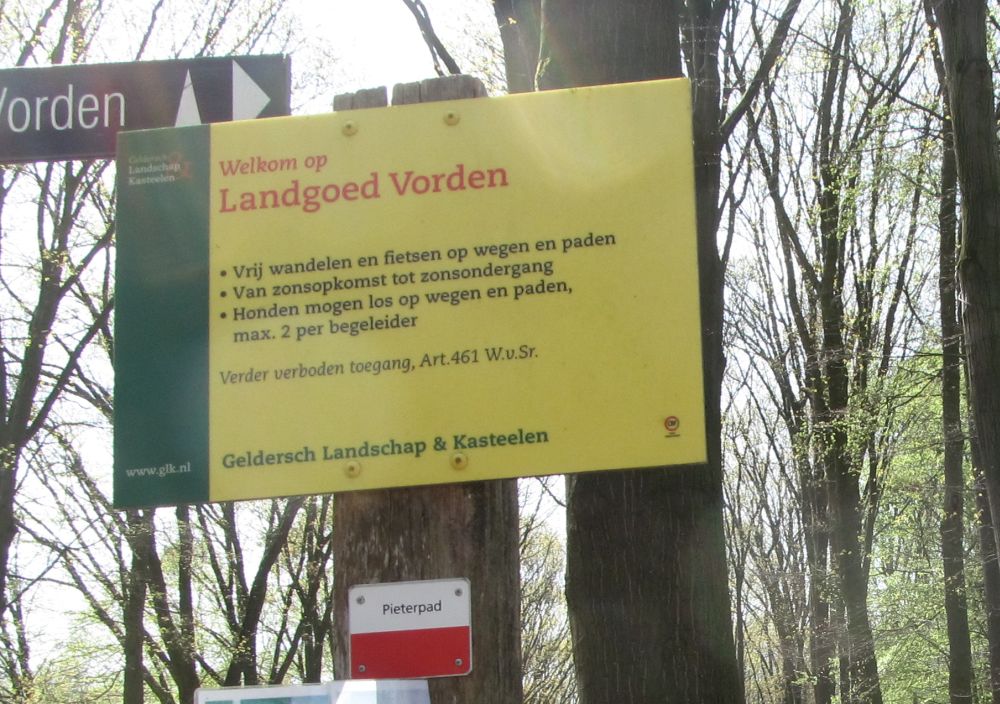 Vorden
Geldersch
Landschap
Kasteelen
&
Welkom op
Landgoed Vorden
• Vrij wandelen en fietsen op wegen en paden
• Van zonsopkomst tot zonsondergang
• Honden mogen los op wegen en paden,
max. 2 per begeleider
Verder verboden toegang, Art.461 W.v.Sr.
Geldersch Landschap & Kasteelen
www.glk.nl
Pieterpad